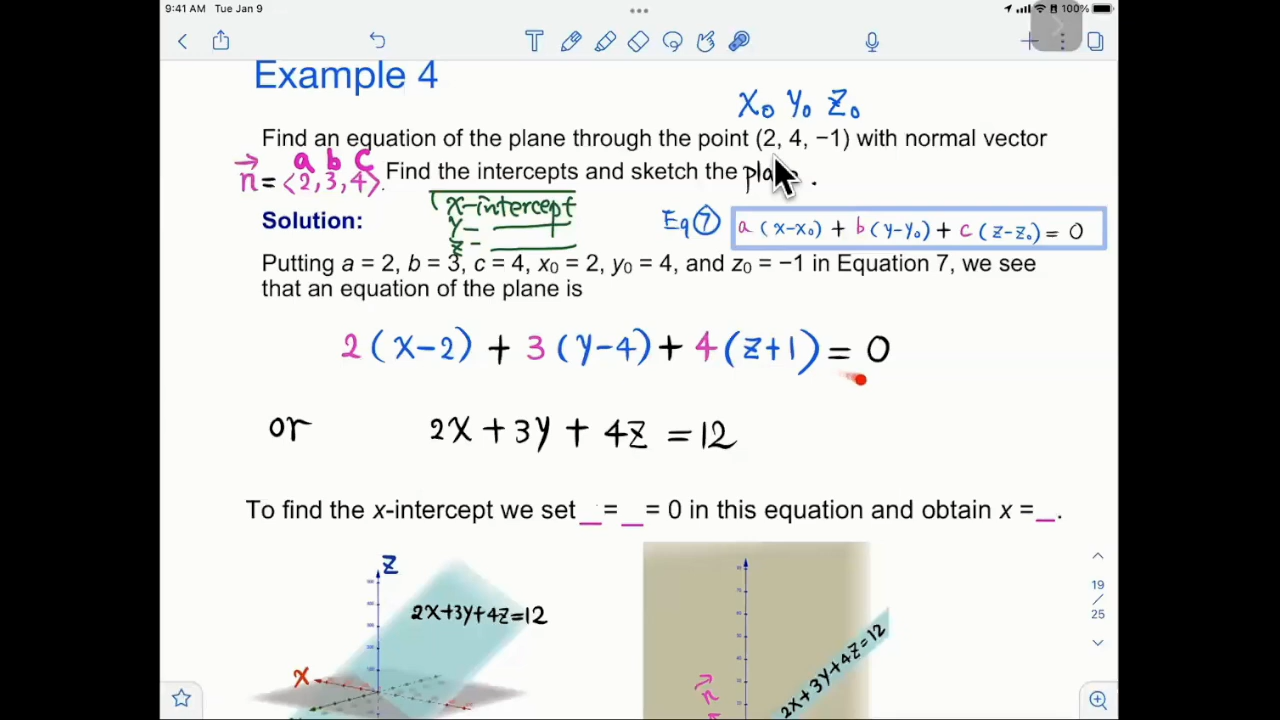 9:41 AM Tue Jan 9
100%
Example 4
x₀ y₀ z₀
Find an equation of the plane through the point (2, 4, −1) with normal vector
a b c
n = ⟨2,3,4⟩. Find the intercepts and sketch the plane.
x-intercept
Solution:
y-
z-
Eq ⑦ a(x-x₀) + b(y-y₀) + c(z-z₀) = 0
Putting a = 2, b = 3, c = 4, x₀ = 2, y₀ = 4, and z₀ = −1 in Equation 7, we see
that an equation of the plane is
2(x-2) + 3(y-4) + 4(z+1) = 0
or 2x + 3y + 4z = 12
To find the x-intercept we set _ = _ = 0 in this equation and obtain x = _.
z
2x+3y+4z=12
x
2x+3y+4z=12
n
19
/
25